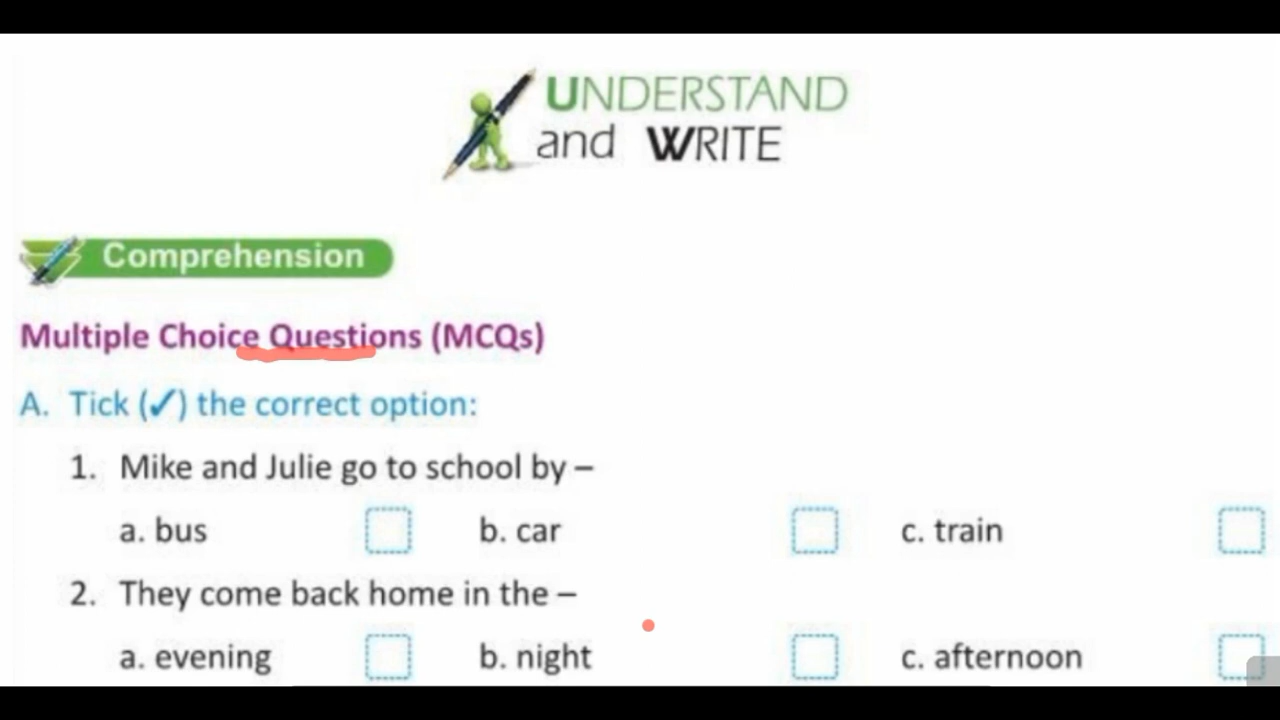 UNDERSTAND
and WRITE
Comprehension
Multiple Choice Questions (MCQs)
A. Tick (✓) the correct option:
1. Mike and Julie go to school by –
a. bus b. car c. train
2. They come back home in the –
a. evening b. night c. afternoon